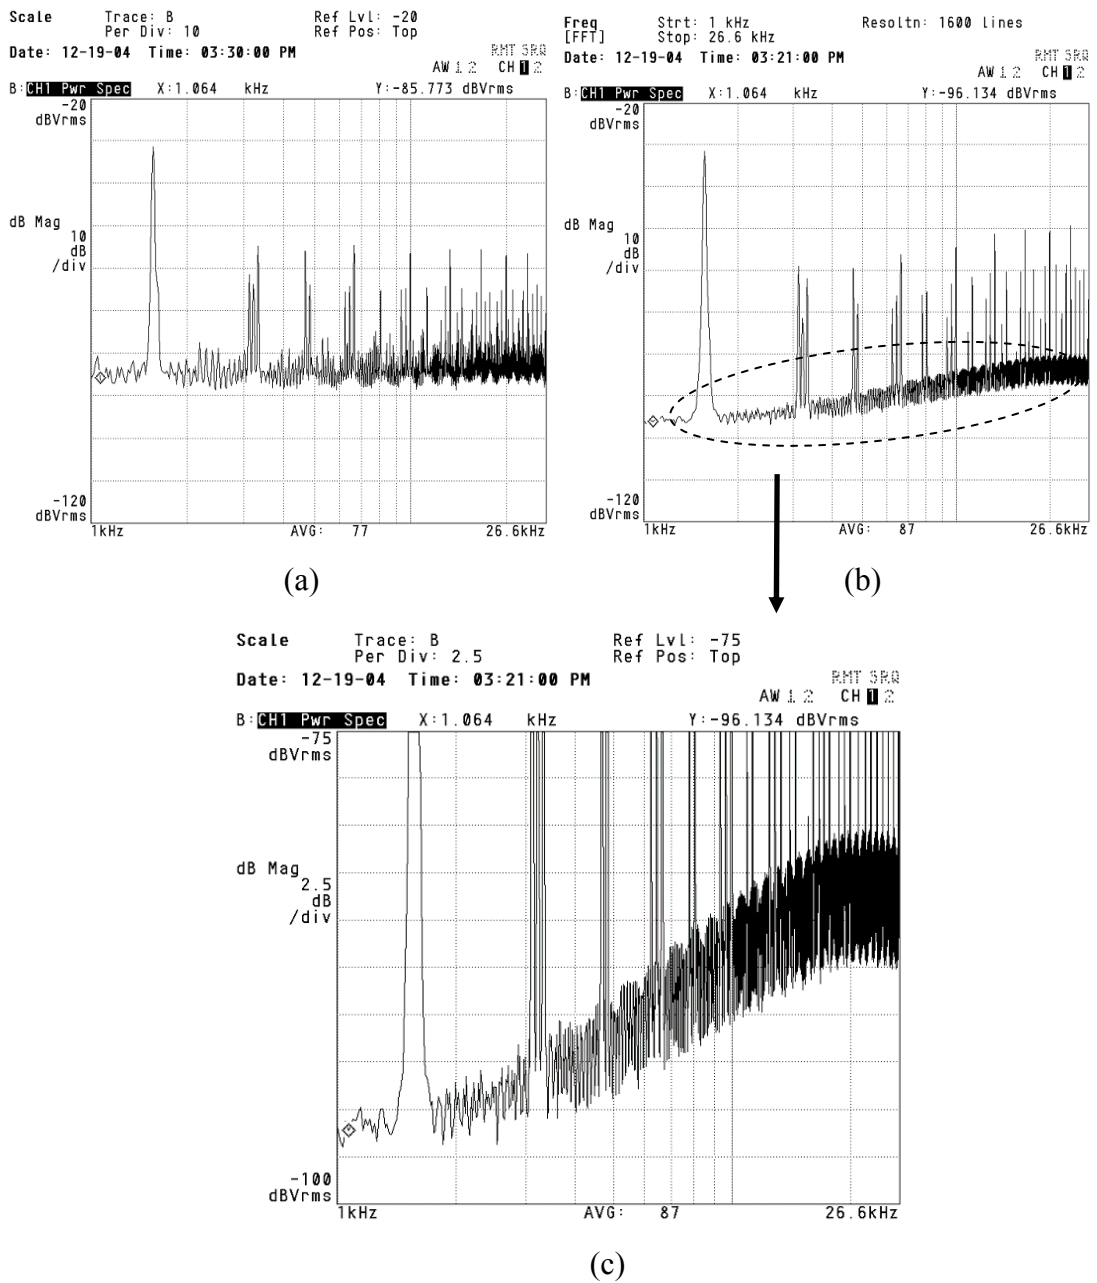 Scale Trace: B Ref Lvl: -20
Per Div: 10 Ref Pos: Top
Date: 12-19-04 Time: 03:30:00 PM
RMT SRQ
AW 1 2 CH 1 2
B: CH1 Pwr Spec X:1.064 kHz Y:-85.773 dBVrms
-20
dBVrms
dB Mag
10
dB
/div
-120
dBVrms
1kHz AVG: 77 26.6kHz
(a)
Freq Strt: 1 kHz Resoltn: 1600 lines
[FFT] Stop: 26.6 kHz
Date: 12-19-04 Time: 03:21:00 PM
RMT SRQ
AW 1 2 CH 1 2
B: CH1 Pwr Spec X:1.064 kHz Y:-96.134 dBVrms
-20
dBVrms
dB Mag
10
dB
/div
-120
dBVrms
1kHz AVG: 87 26.6kHz
(b)
Scale Trace: B Ref Lvl: -75
Per Div: 2.5 Ref Pos: Top
Date: 12-19-04 Time: 03:21:00 PM
RMT SRQ
AW 1 2 CH 1 2
B: CH1 Pwr Spec X:1.064 kHz Y:-96.134 dBVrms
-75
dBVrms
dB Mag
2.5
dB
/div
-100
dBVrms
1kHz AVG: 87 26.6kHz
(c)